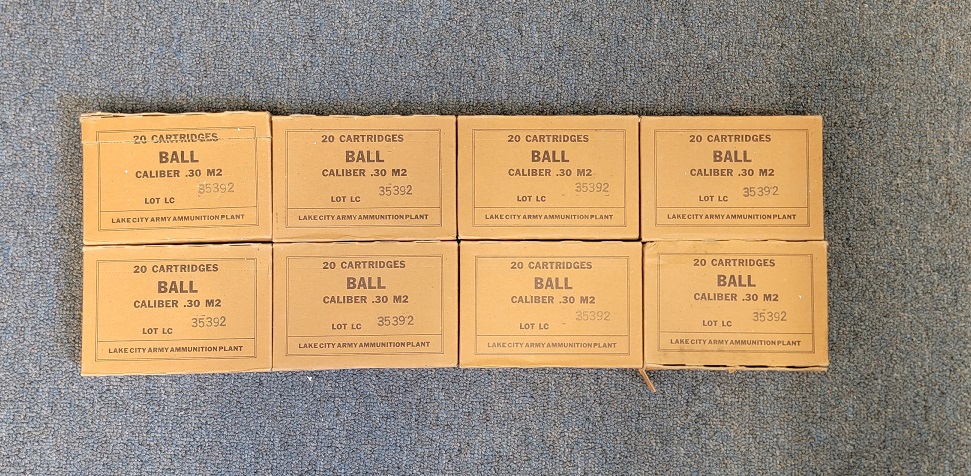 20 CARTRIDGES
BALL
CALIBER .30 M2
35392
LOT LC
LAKE CITY ARMY AMMUNITION PLANT
20 CARTRIDGES
BALL
CALIBER .30 M2
35392
LOT LC
LAKE CITY ARMY AMMUNITION PLANT
20 CARTRIDGES
BALL
CALIBER .30 M2
35392
LOT LC
LAKE CITY ARMY AMMUNITION PLANT
20 CARTRIDGES
BALL
CALIBER .30 M2
35392
LOT LC
LAKE CITY ARMY AMMUNITION PLANT
20 CARTRIDGES
BALL
CALIBER .30 M2
35392
LOT LC
LAKE CITY ARMY AMMUNITION PLANT
20 CARTRIDGES
BALL
CALIBER .30 M2
35392
LOT LC
LAKE CITY ARMY AMMUNITION PLANT
20 CARTRIDGES
BALL
CALIBER .30 M2
35392
LOT LC
LAKE CITY ARMY AMMUNITION PLANT
20 CARTRIDGES
BALL
CALIBER .30 M2
35392
LOT LC
LAKE CITY ARMY AMMUNITION PLANT